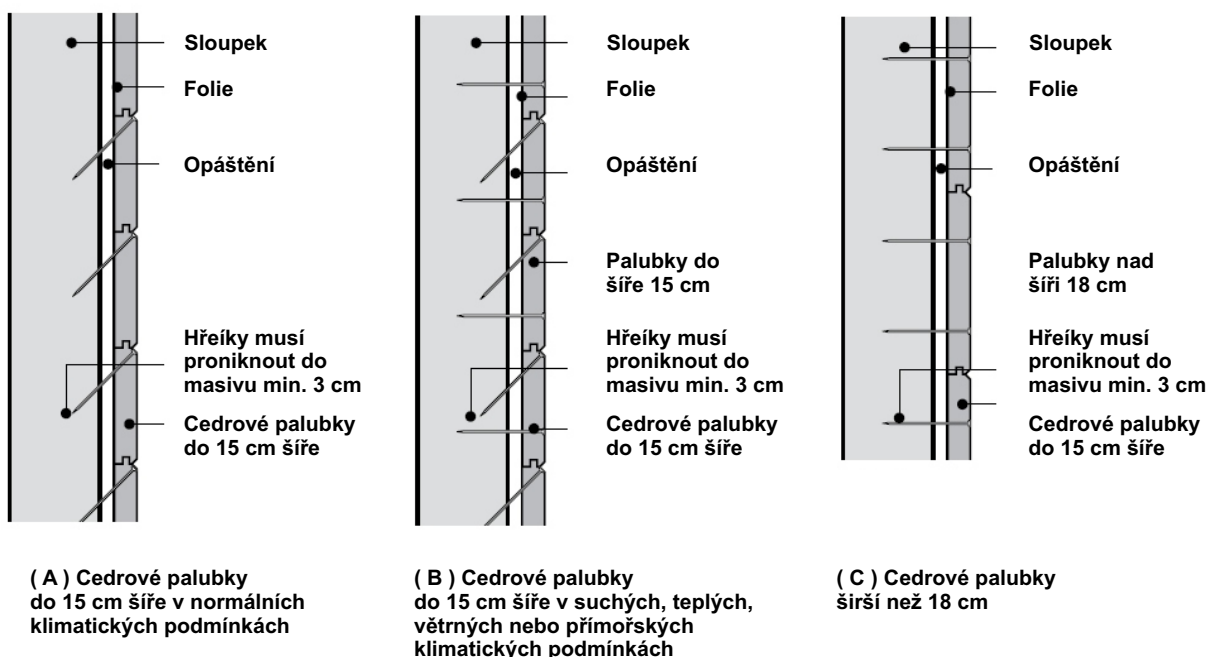 Sloupek
Folie
Opáštění
Hřeíky musí
proniknout do
masivu min. 3 cm
Cedrové palubky
do 15 cm šíře
( A ) Cedrové palubky
do 15 cm šíře v normálních
klimatických podmínkách
Sloupek
Folie
Opáštění
Palubky do
šíře 15 cm
Hřeíky musí
proniknout do
masivu min. 3 cm
Cedrové palubky
do 15 cm šíře
( B ) Cedrové palubky
do 15 cm šíře v suchých, teplých,
větrných nebo přímořských
klimatických podmínkách
Sloupek
Folie
Opáštění
Palubky nad
šíři 18 cm
Hřeíky musí
proniknout do
masivu min. 3 cm
Cedrové palubky
do 15 cm šíře
( C ) Cedrové palubky
širší než 18 cm